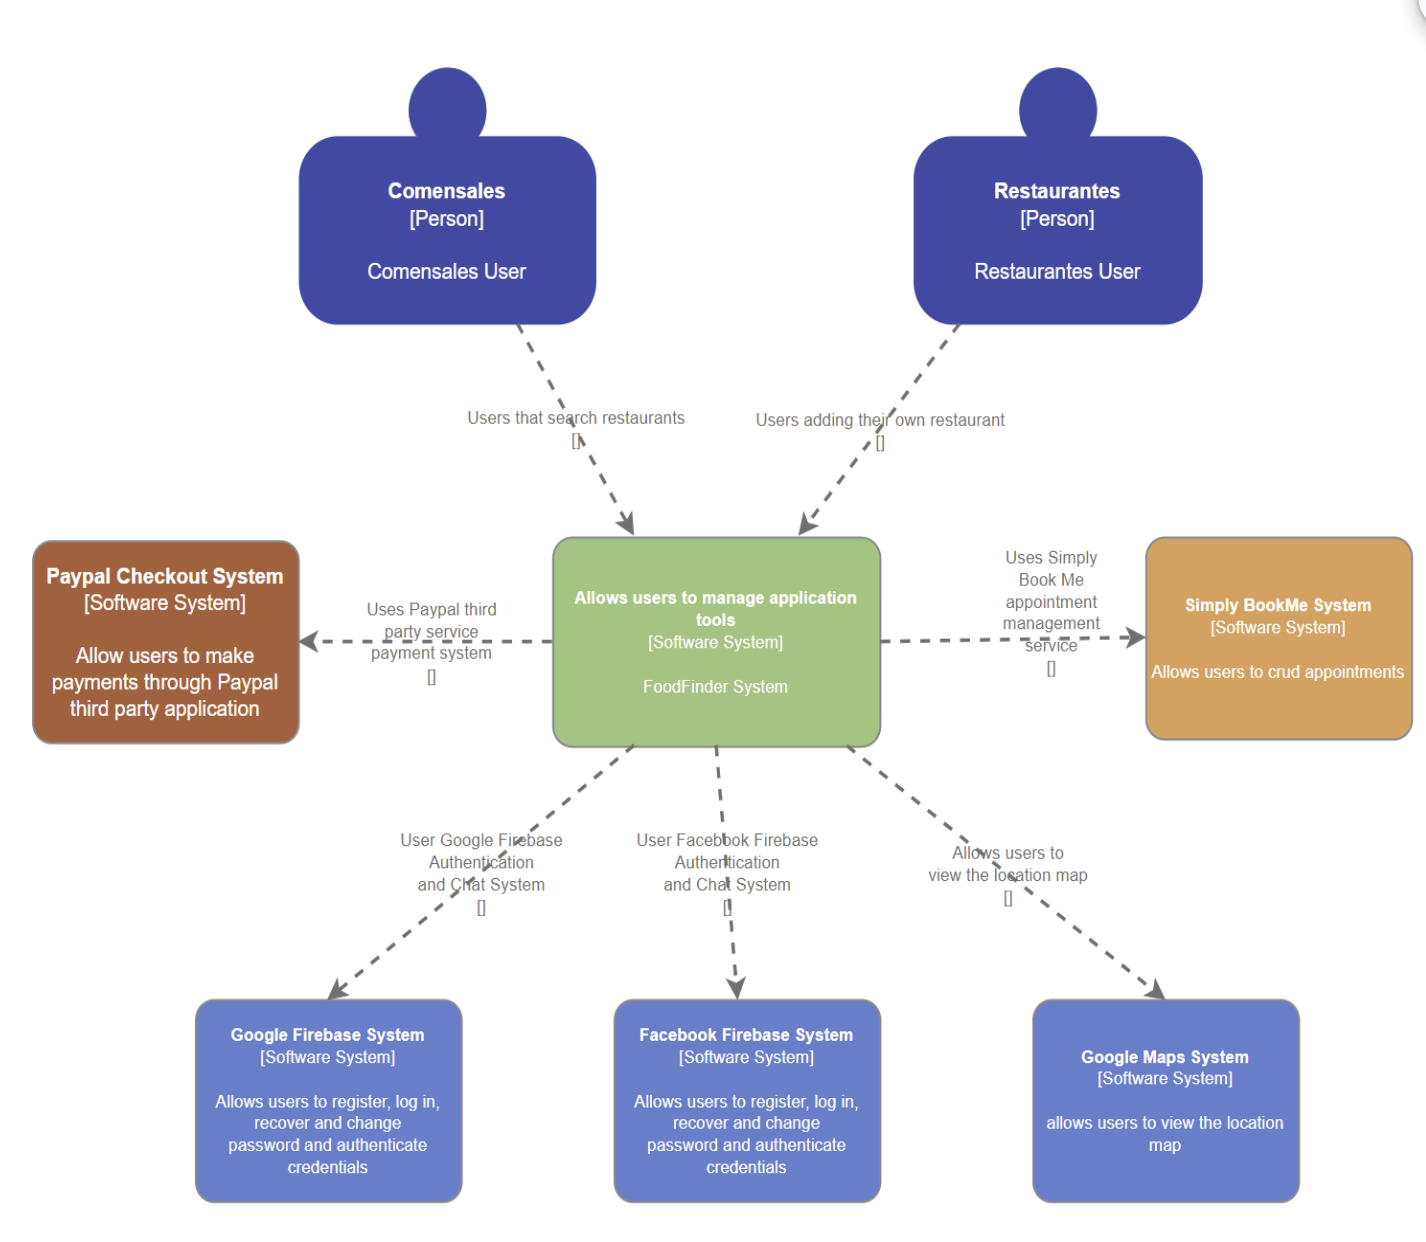 Comensales
[Person]
Comensales User
Restaurantes
[Person]
Restaurantes User
Users that search restaurants
[]
Users adding their own restaurant
[]
Paypal Checkout System
[Software System]
Allow users to make
payments through Paypal
third party application
Uses Paypal third
party service
payment system
[]
Allows users to manage application
tools
[Software System]
FoodFinder System
Uses Simply
Book Me
appointment
management
service
[]
Simply BookMe System
[Software System]
Allows users to crud appointments
User Google Firebase
Authentication
and Chat System
[]
User Facebook Firebase
Authentication
and Chat System
[]
Allows users to
view the location map
[]
Google Firebase System
[Software System]
Allows users to register, log in,
recover and change
password and authenticate
credentials
Facebook Firebase System
[Software System]
Allows users to register, log in,
recover and change
password and authenticate
credentials
Google Maps System
[Software System]
allows users to view the location
map